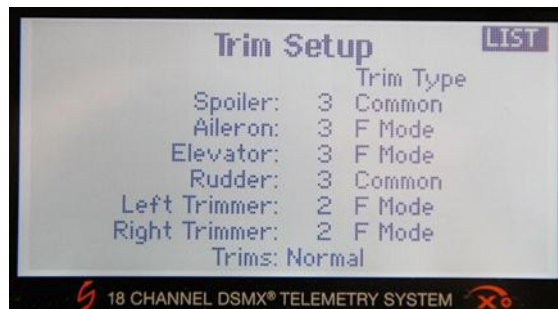 Trim Setup LIST
Trim Type
Spoiler: 3 Common
Aileron: 3 F Mode
Elevator: 3 F Mode
Rudder: 3 Common
Left Trimmer: 2 F Mode
Right Trimmer: 2 F Mode
Trims: Normal
18 CHANNEL DSMX® TELEMETRY SYSTEM